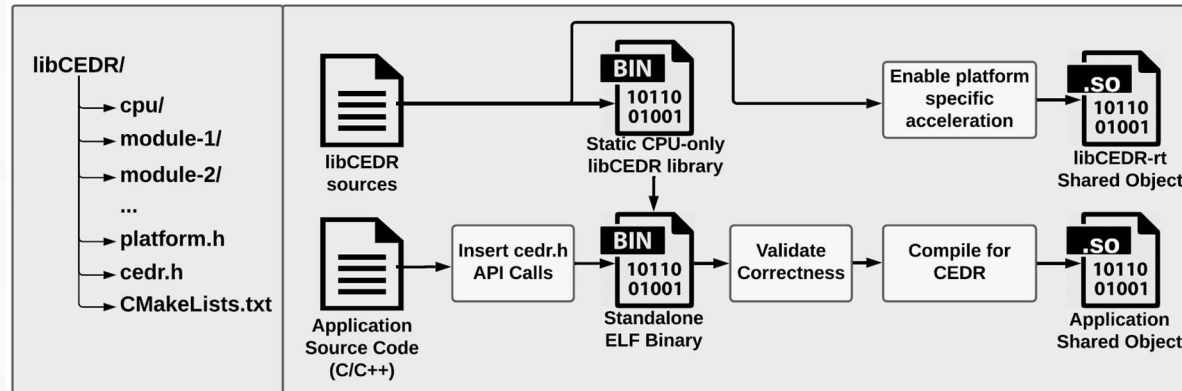 libCEDR/
cpu/
module-1/
module-2/
...
platform.h
cedr.h
CMakeLists.txt
libCEDR
sources
BIN
10110
01001
Static CPU-only
libCEDR library
Enable platform
specific
acceleration
.so
10110
01001
libCEDR-rt
Shared Object
Application
Source Code
(C/C++)
Insert cedr.h
API Calls
BIN
10110
01001
Standalone
ELF Binary
Validate
Correctness
Compile for
CEDR
.so
10110
01001
Application
Shared Object